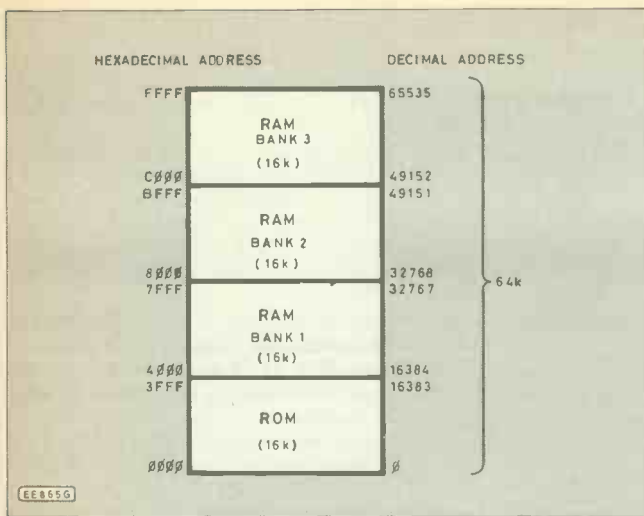 HEXADECIMAL ADDRESS DECIMAL ADDRESS
FFFF 65535
RAM
BANK 3
(16k)
CØØØ 49152
BFFF 49151
RAM
BANK 2
(16k)
8ØØØ 32768
7FFF 32767
64k
RAM
BANK 1
(16k)
4ØØØ 16384
3FFF 16383
ROM
(16k)
ØØØØ Ø
EE865G